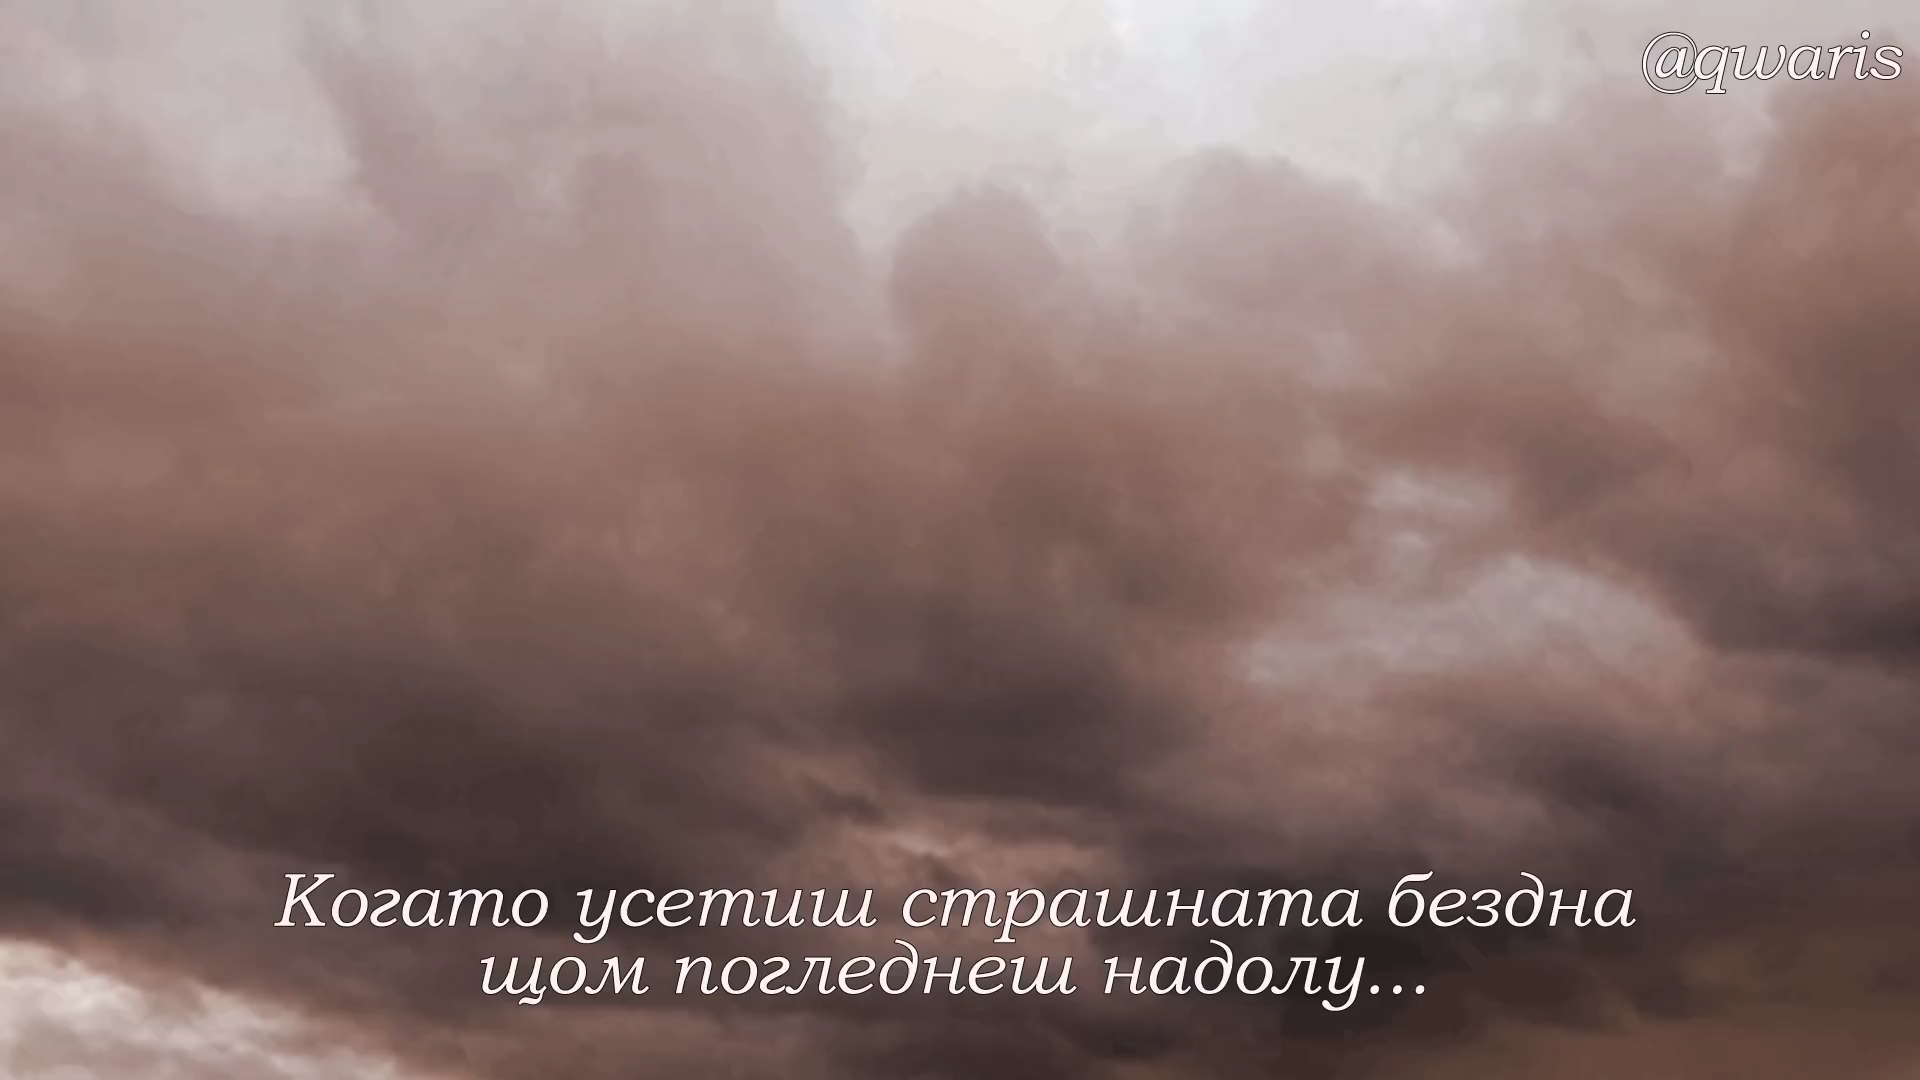 @qwaris
Когато усетиш страшната бездна
щом погледнеш надолу...